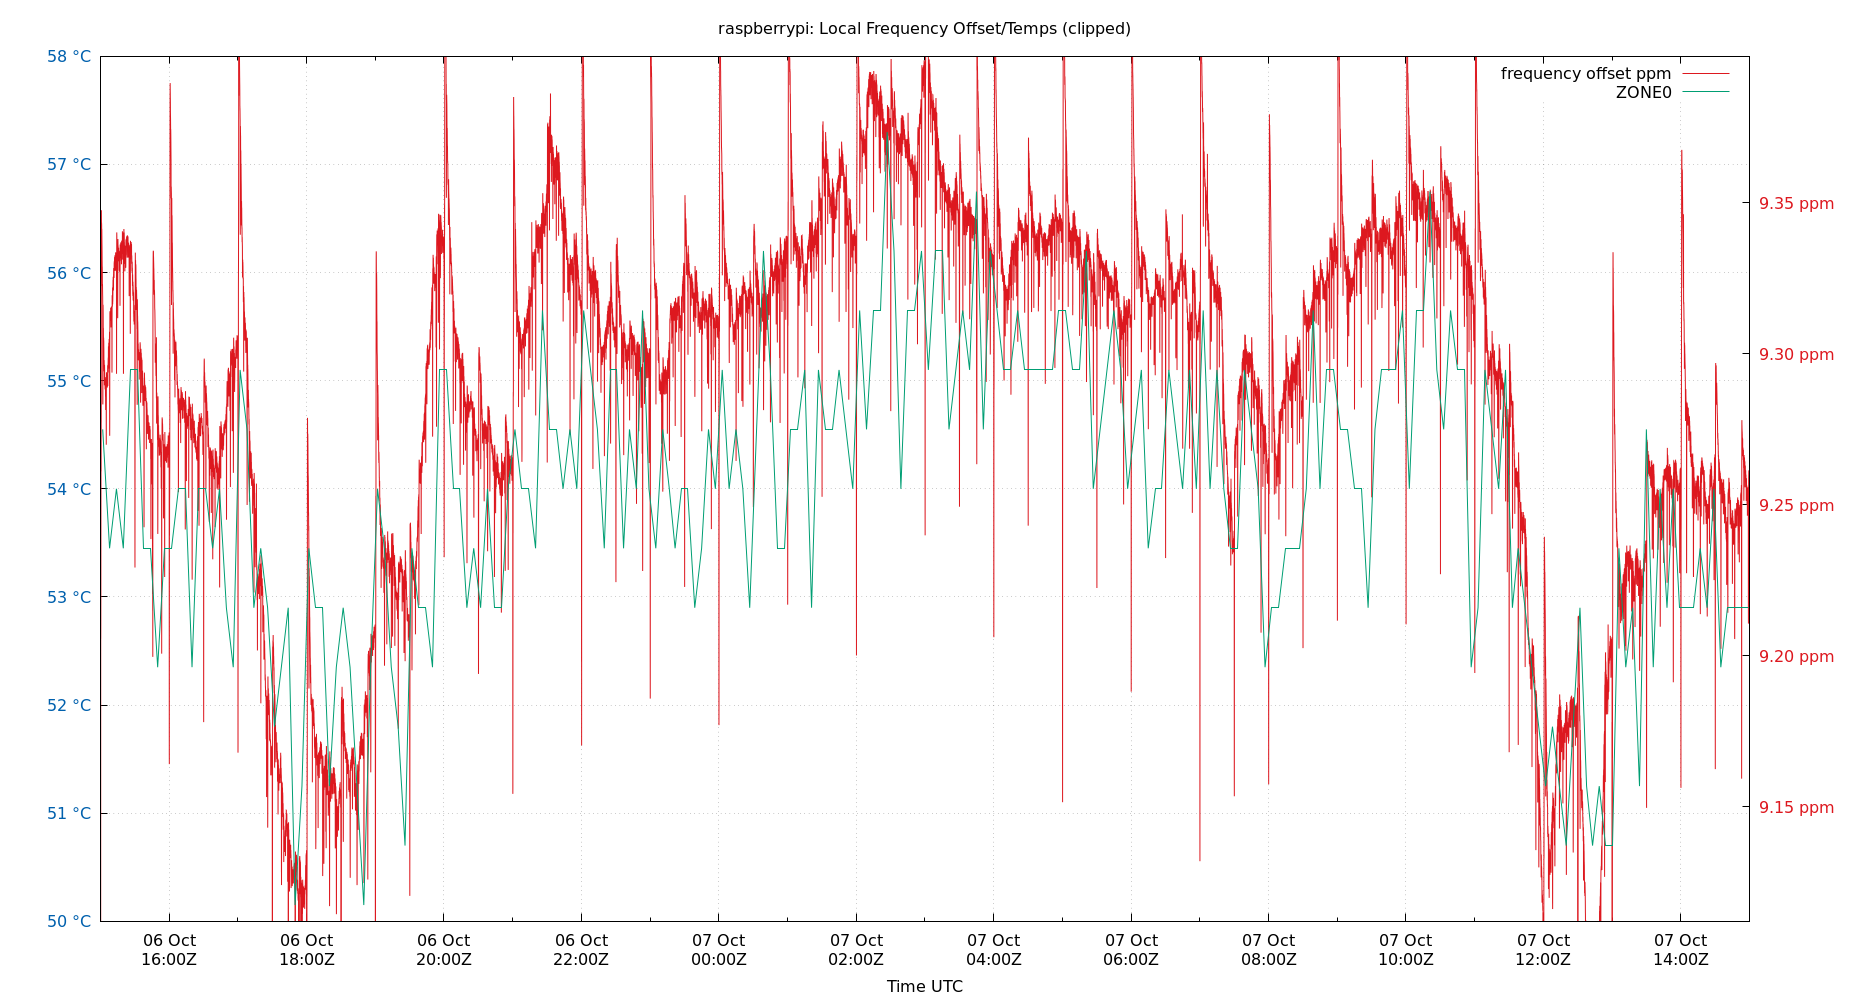 raspberrypi: Local Frequency Offset/Temps (clipped)
frequency offset ppm
ZONE0
58 °C
57 °C
56 °C
55 °C
54 °C
53 °C
52 °C
51 °C
50 °C
9.35 ppm
9.30 ppm
9.25 ppm
9.20 ppm
9.15 ppm
06 Oct 06 Oct 06 Oct 06 Oct 07 Oct 07 Oct 07 Oct 07 Oct 07 Oct 07 Oct 07 Oct 07 Oct
16:00Z 18:00Z 20:00Z 22:00Z 00:00Z 02:00Z 04:00Z 06:00Z 08:00Z 10:00Z 12:00Z 14:00Z
Time UTC